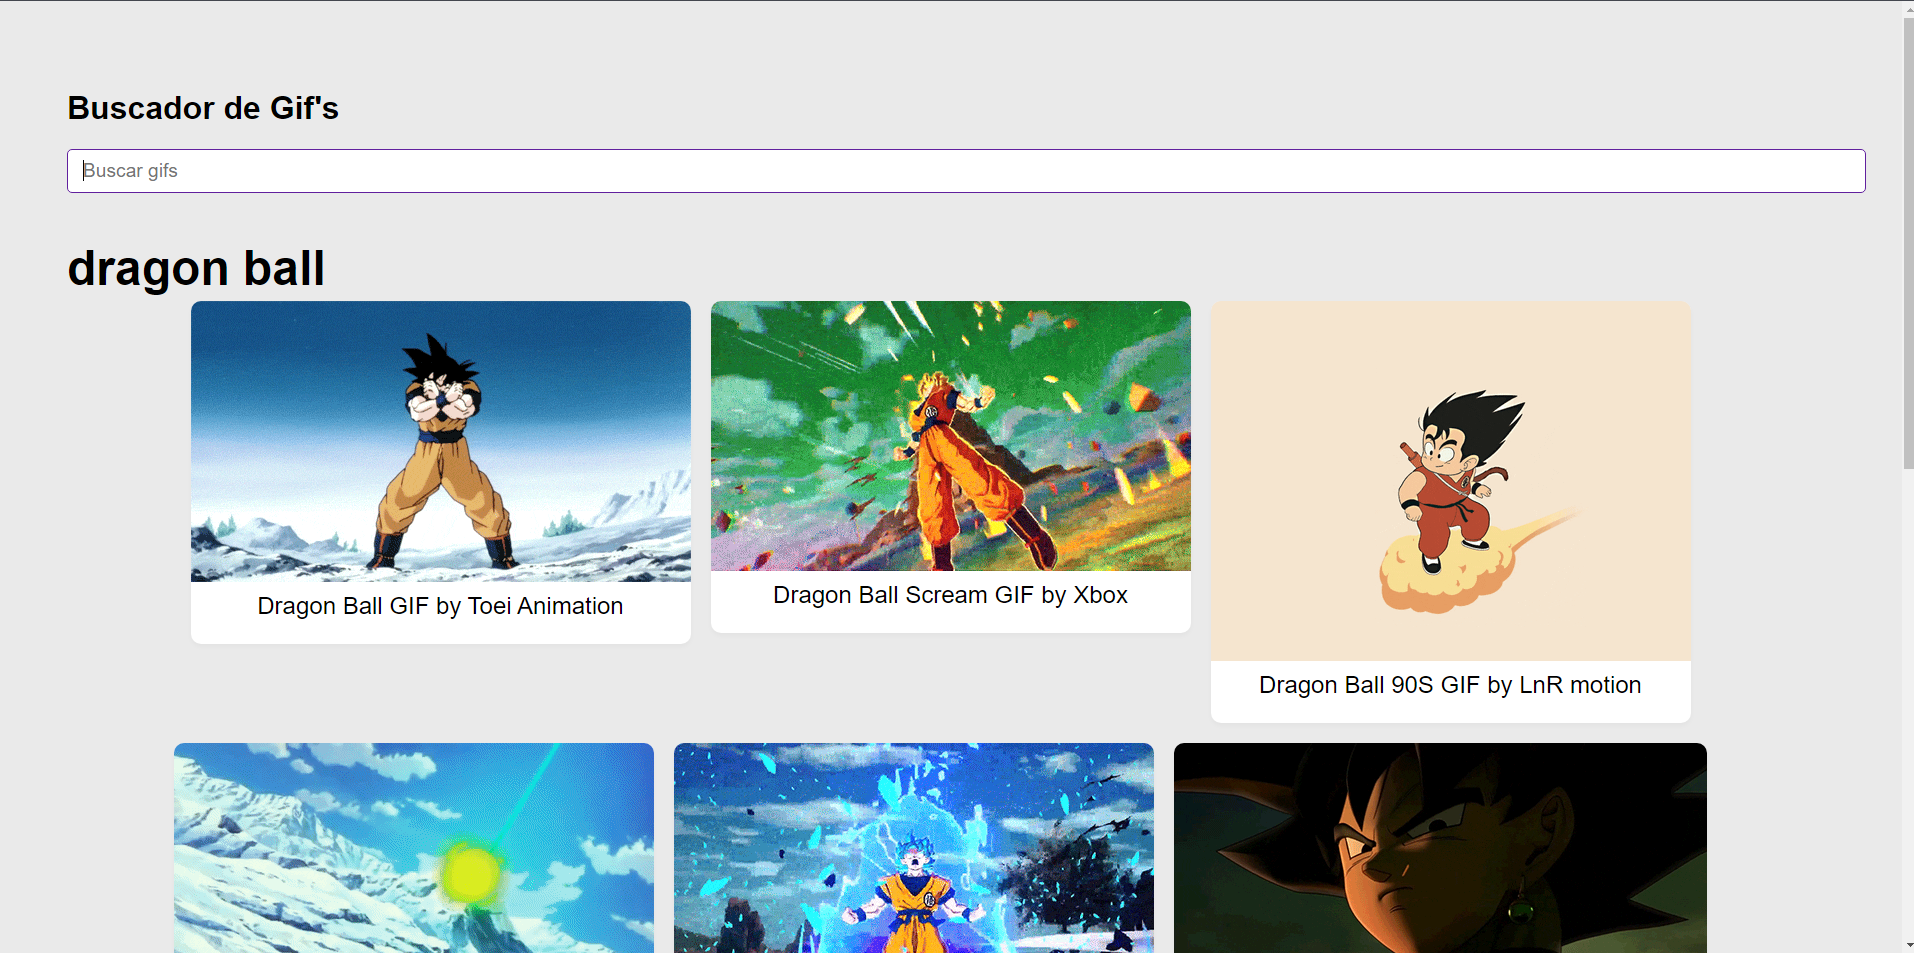 Buscador de Gif's
Buscar gifs
dragon ball
Dragon Ball GIF by Toei Animation
Dragon Ball Scream GIF by Xbox
Dragon Ball 90S GIF by LnR motion